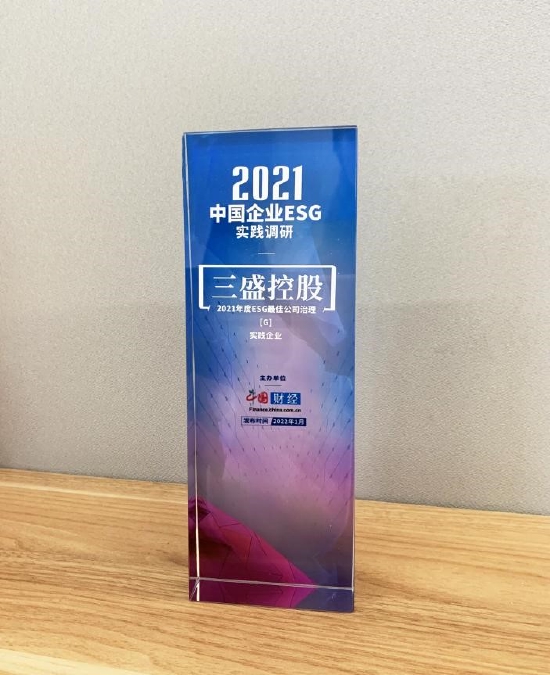 2021
中国企业ESG
实践调研
三盛控股
2021年度ESG最佳公司治理
[G]
实践企业
主办单位
中国 财经
Finance.china.com.cn
发布时间 2022年1月